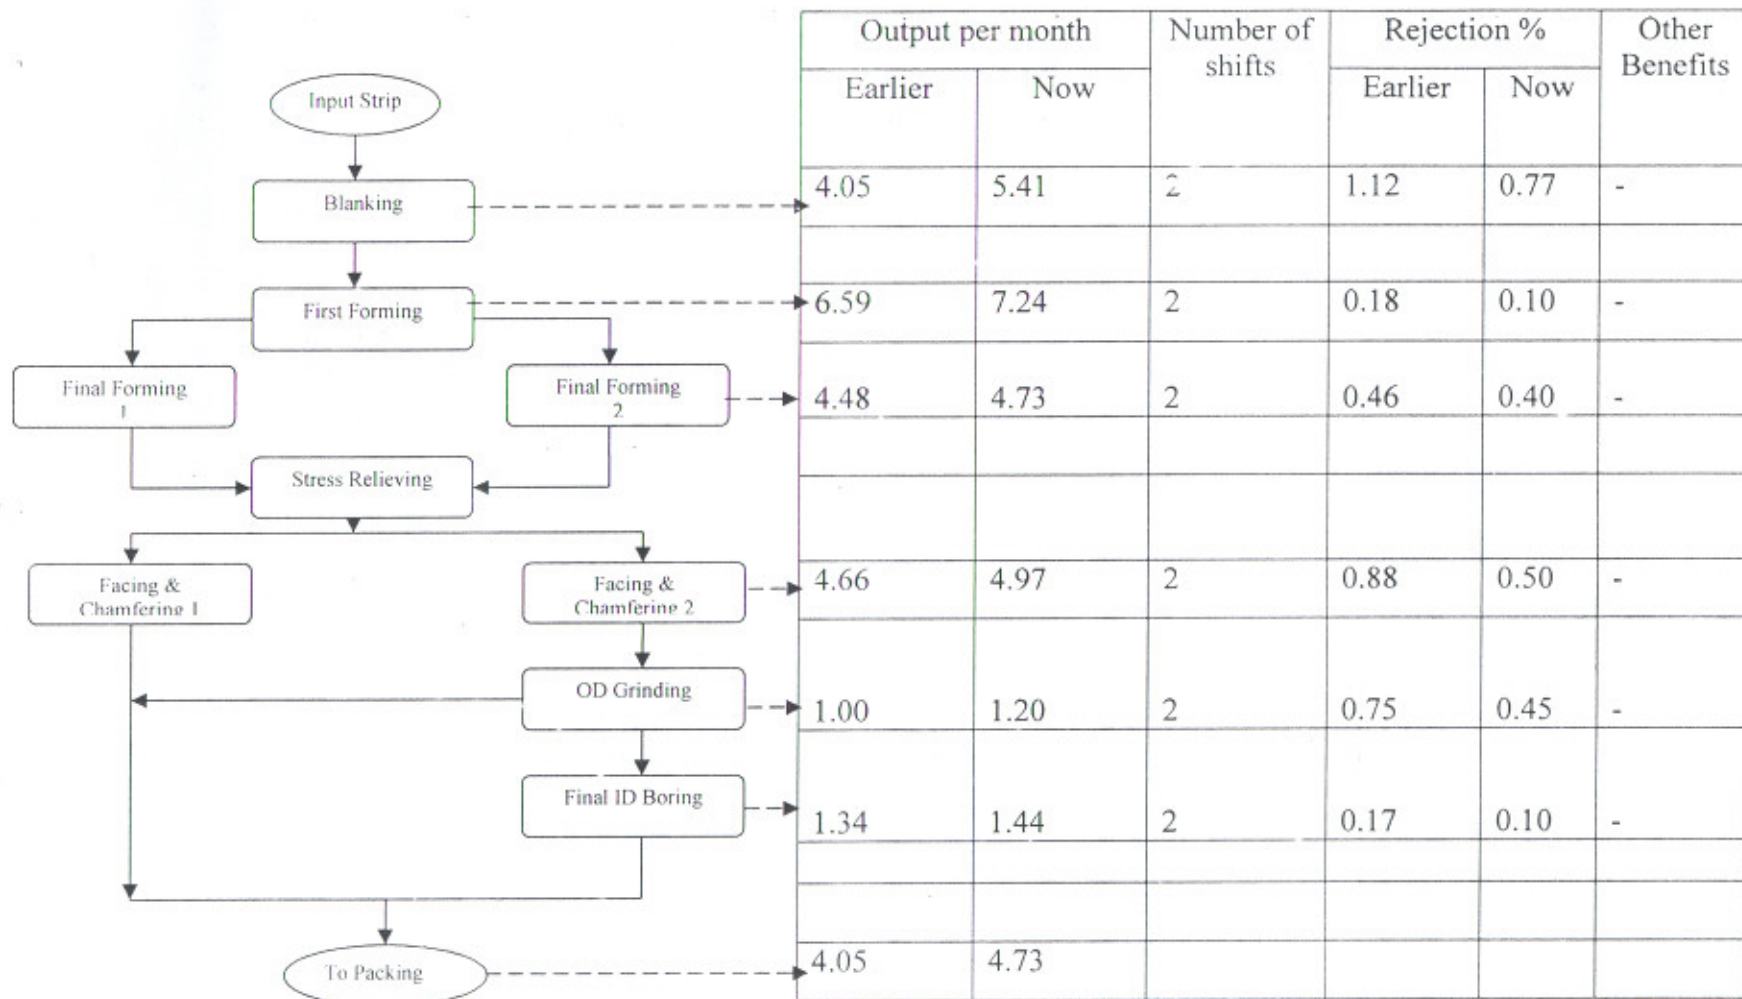 Output per month
Number of
shifts
Rejection %
Other
Benefits
Earlier
Now
Earlier
Now
Input Strip
Blanking
4.05 5.41 2 1.12 0.77 -
First Forming
6.59 7.24 2 0.18 0.10 -
Final Forming
1
Final Forming
2
4.48 4.73 2 0.46 0.40 -
Stress Relieving
Facing &
Chamfering 1
Facing &
Chamfering 2
4.66 4.97 2 0.88 0.50 -
OD Grinding
1.00 1.20 2 0.75 0.45 -
Final ID Boring
1.34 1.44 2 0.17 0.10 -
To Packing
4.05 4.73